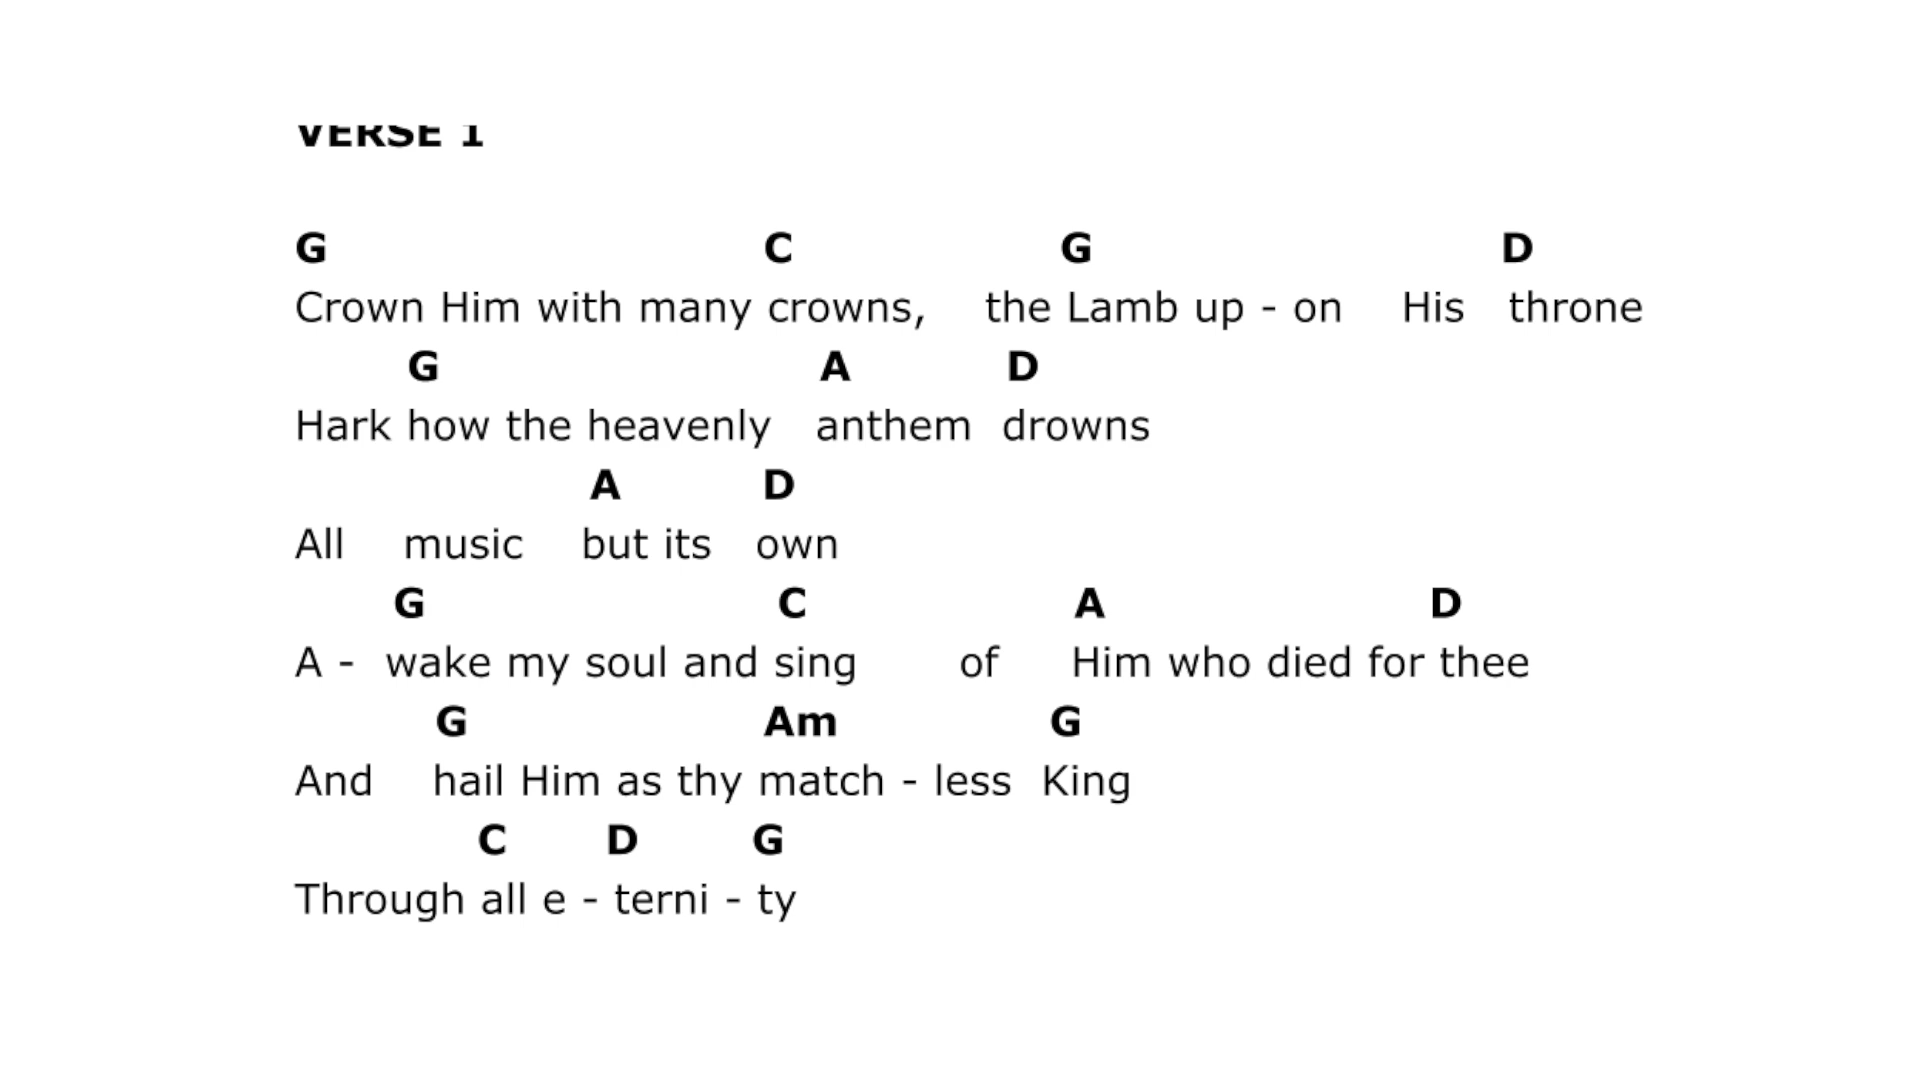 VERSE 1
G C G D
Crown Him with many crowns, the Lamb up - on His throne
G A D
Hark how the heavenly anthem drowns
A D
All music but its own
G C A D
A - wake my soul and sing of Him who died for thee
G Am G
And hail Him as thy match - less King
C D G
Through all e - terni - ty